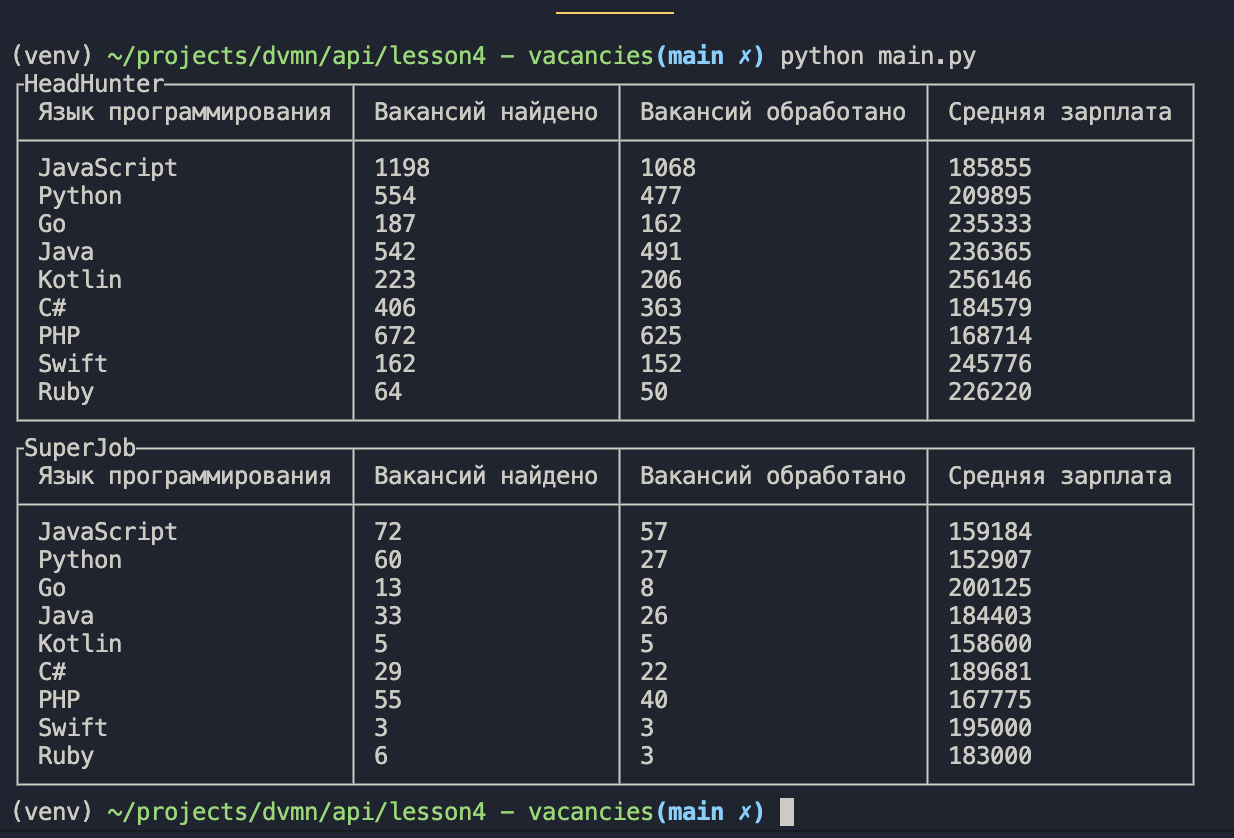 (venv) ~/projects/dvmn/api/lesson4 - vacancies(main ✗) python main.py
HeadHunter
Язык программирования Вакансий найдено Вакансий обработано Средняя зарплата
JavaScript 1198 1068 185855
Python 554 477 209895
Go 187 162 235333
Java 542 491 236365
Kotlin 223 206 256146
C# 406 363 184579
PHP 672 625 168714
Swift 162 152 245776
Ruby 64 50 226220
SuperJob
Язык программирования Вакансий найдено Вакансий обработано Средняя зарплата
JavaScript 72 57 159184
Python 60 27 152907
Go 13 8 200125
Java 33 26 184403
Kotlin 5 5 158600
C# 29 22 189681
PHP 55 40 167775
Swift 3 3 195000
Ruby 6 3 183000
(venv) ~/projects/dvmn/api/lesson4 - vacancies(main ✗)